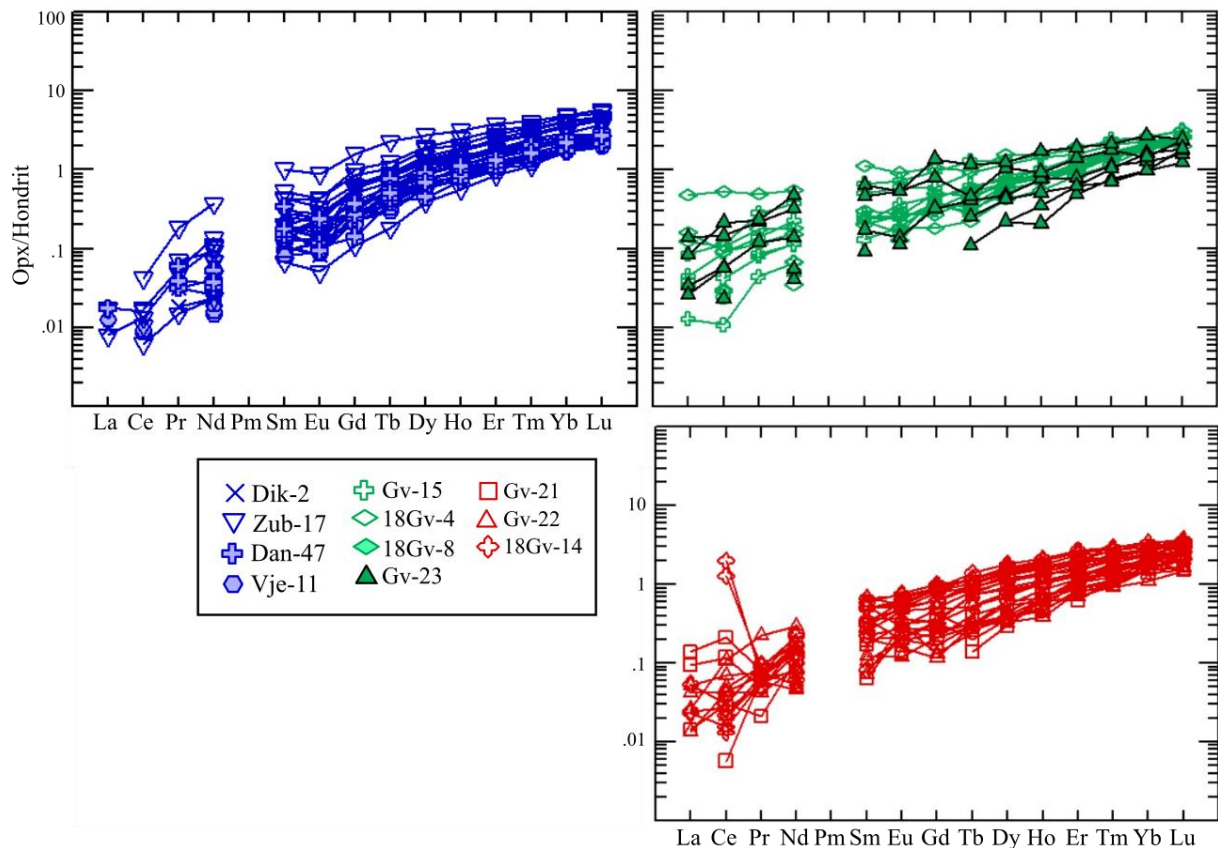 100
10
1
0.1
.01
Opx/Hondrit
La Ce Pr Nd Pm Sm Eu Gd Tb Dy Ho Er Tm Yb Lu
Dik-2
Zub-17
Dan-47
Vje-11
Gv-15
18Gv-4
18Gv-8
Gv-23
Gv-21
Gv-22
18Gv-14
10
1
.1
.01
La Ce Pr Nd Pm Sm Eu Gd Tb Dy Ho Er Tm Yb Lu